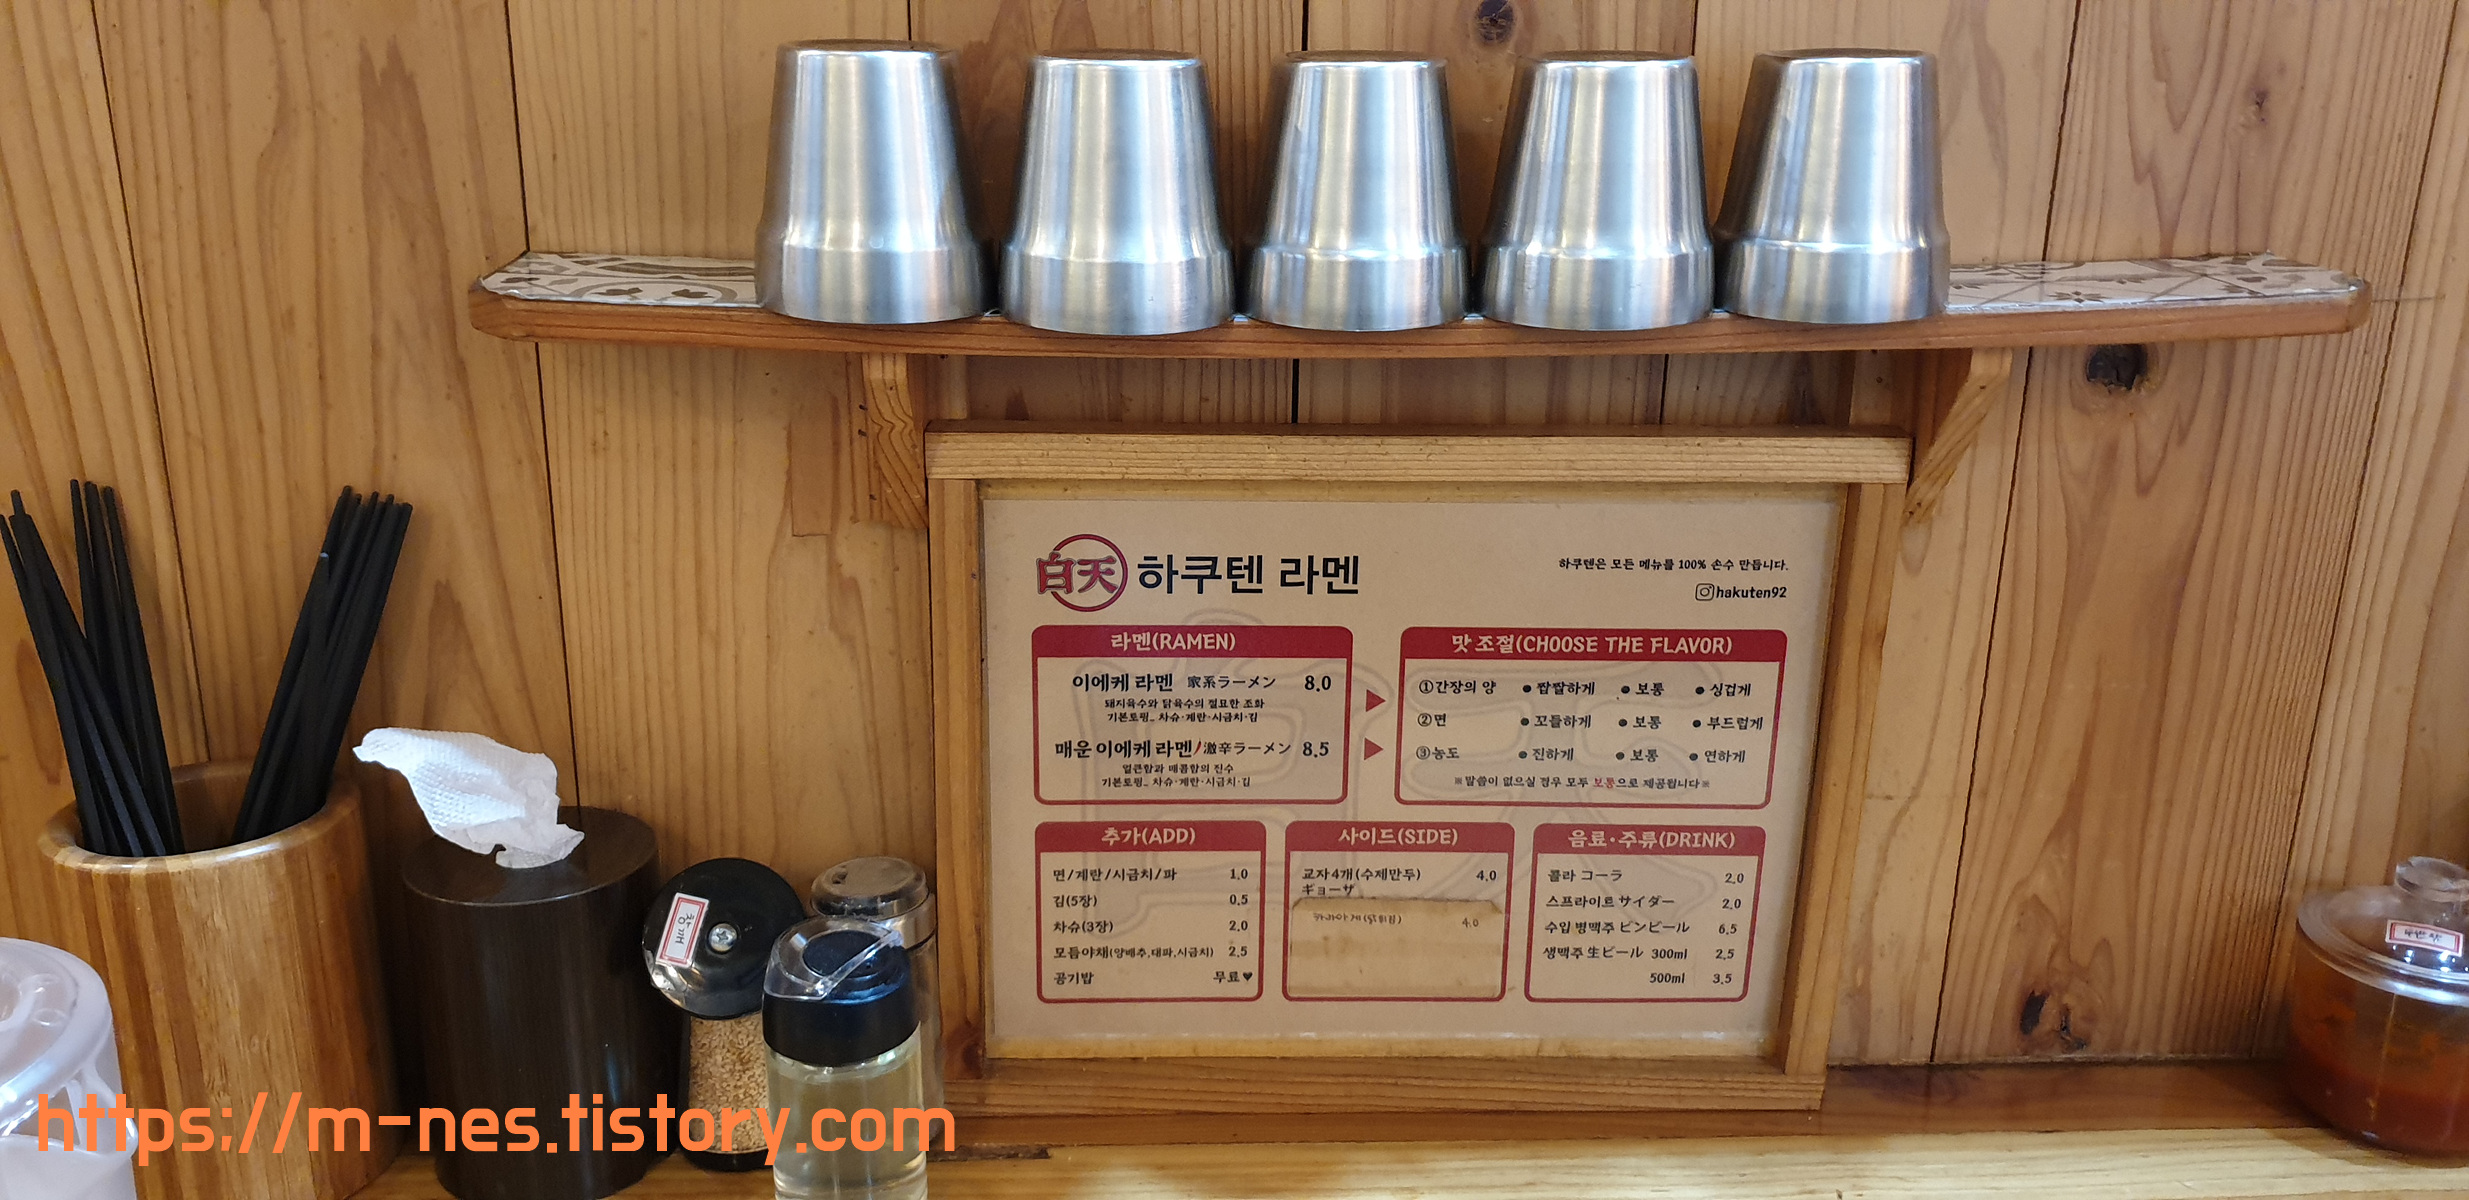 白天 하쿠텐 라멘
하쿠텐은 모든 메뉴를 100% 손수 만듭니다.
hakuten92
라멘(RAMEN)
이에케 라멘 家系ラーメン 8.0
돼지육수와 닭육수의 절묘한 조화
기본토핑_ 차슈·계란·시금치·김
매운 이에케 라멘 激辛ラーメン 8.5
얼큰함과 매콤함의 진수
기본토핑_ 차슈·계란·시금치·김
맛 조절(CHOOSE THE FLAVOR)
①간장의 양 ● 짭짤하게 ● 보통 ● 싱겁게
②면 ● 꼬들하게 ● 보통 ● 부드럽게
③농도 ● 진하게 ● 보통 ● 연하게
※말씀이 없으실 경우 모두 보통으로 제공됩니다※
추가(ADD)
면/계란/시금치/파 1.0
김(5장) 0.5
차슈(3장) 2.0
모듬야채(양배추,대파,시금치) 2.5
공기밥 무료♥
사이드(SIDE)
교자 4개(수제만두) 4.0
ギョーザ
4.0
음료·주류(DRINK)
콜라 コーラ 2.0
스프라이트 サイダー 2.0
수입 병맥주 ビンビール 6.5
생맥주 生ビール 300ml 2.5
500ml 3.5
참깨
https://m-nes.tistory.com